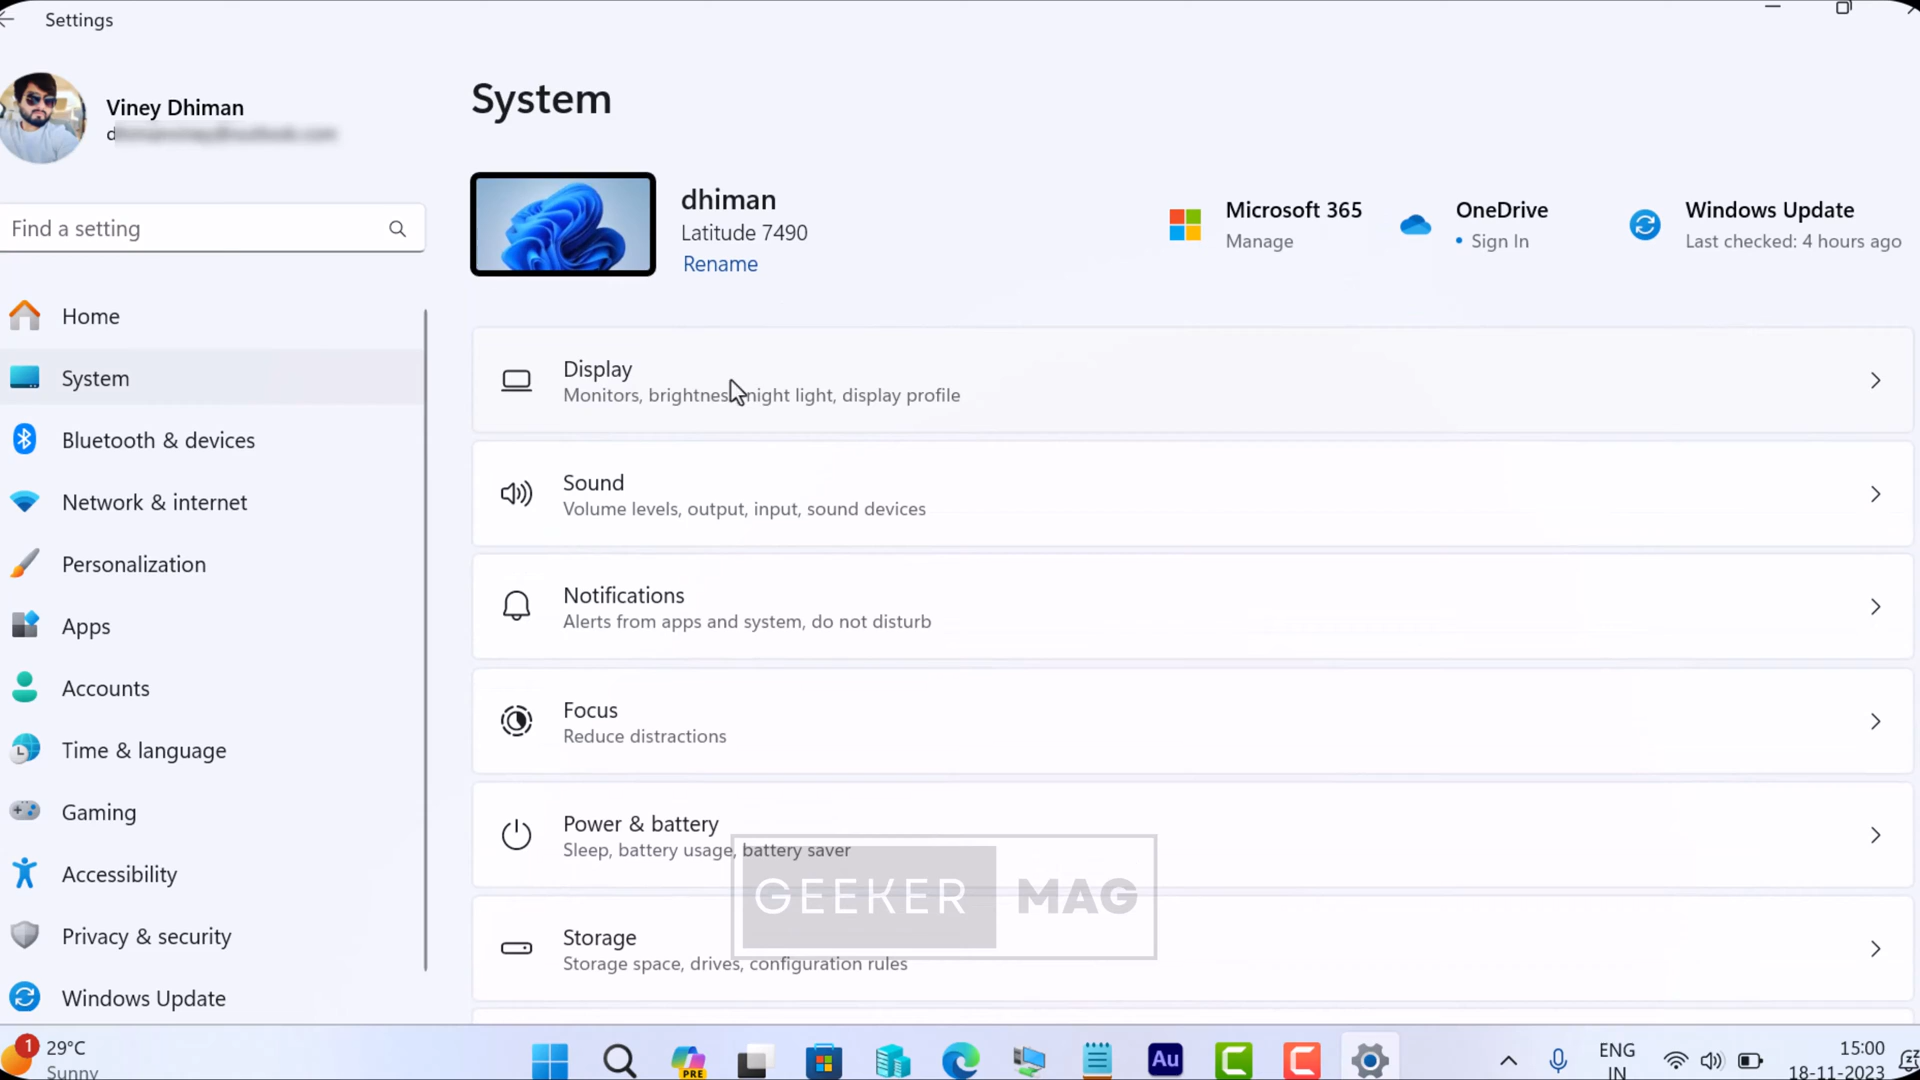 Settings
Viney Dhiman
Find a setting
Home
System
Bluetooth & devices
Network & internet
Personalization
Apps
Accounts
Time & language
Gaming
Accessibility
Privacy & security
Windows Update
System
dhiman
Latitude 7490
Rename
Microsoft 365
Manage
OneDrive
• Sign In
Windows Update
Last checked: 4 hours ago
Display
Monitors, brightness, night light, display profile
Sound
Volume levels, output, input, sound devices
Notifications
Alerts from apps and system, do not disturb
Focus
Reduce distractions
Power & battery
Sleep, battery usage, battery saver
GEEKER MAG
Storage
Storage space, drives, configuration rules
1
29°C
Sunny
PRE
Au
ENG
IN
15:00
18-11-2023